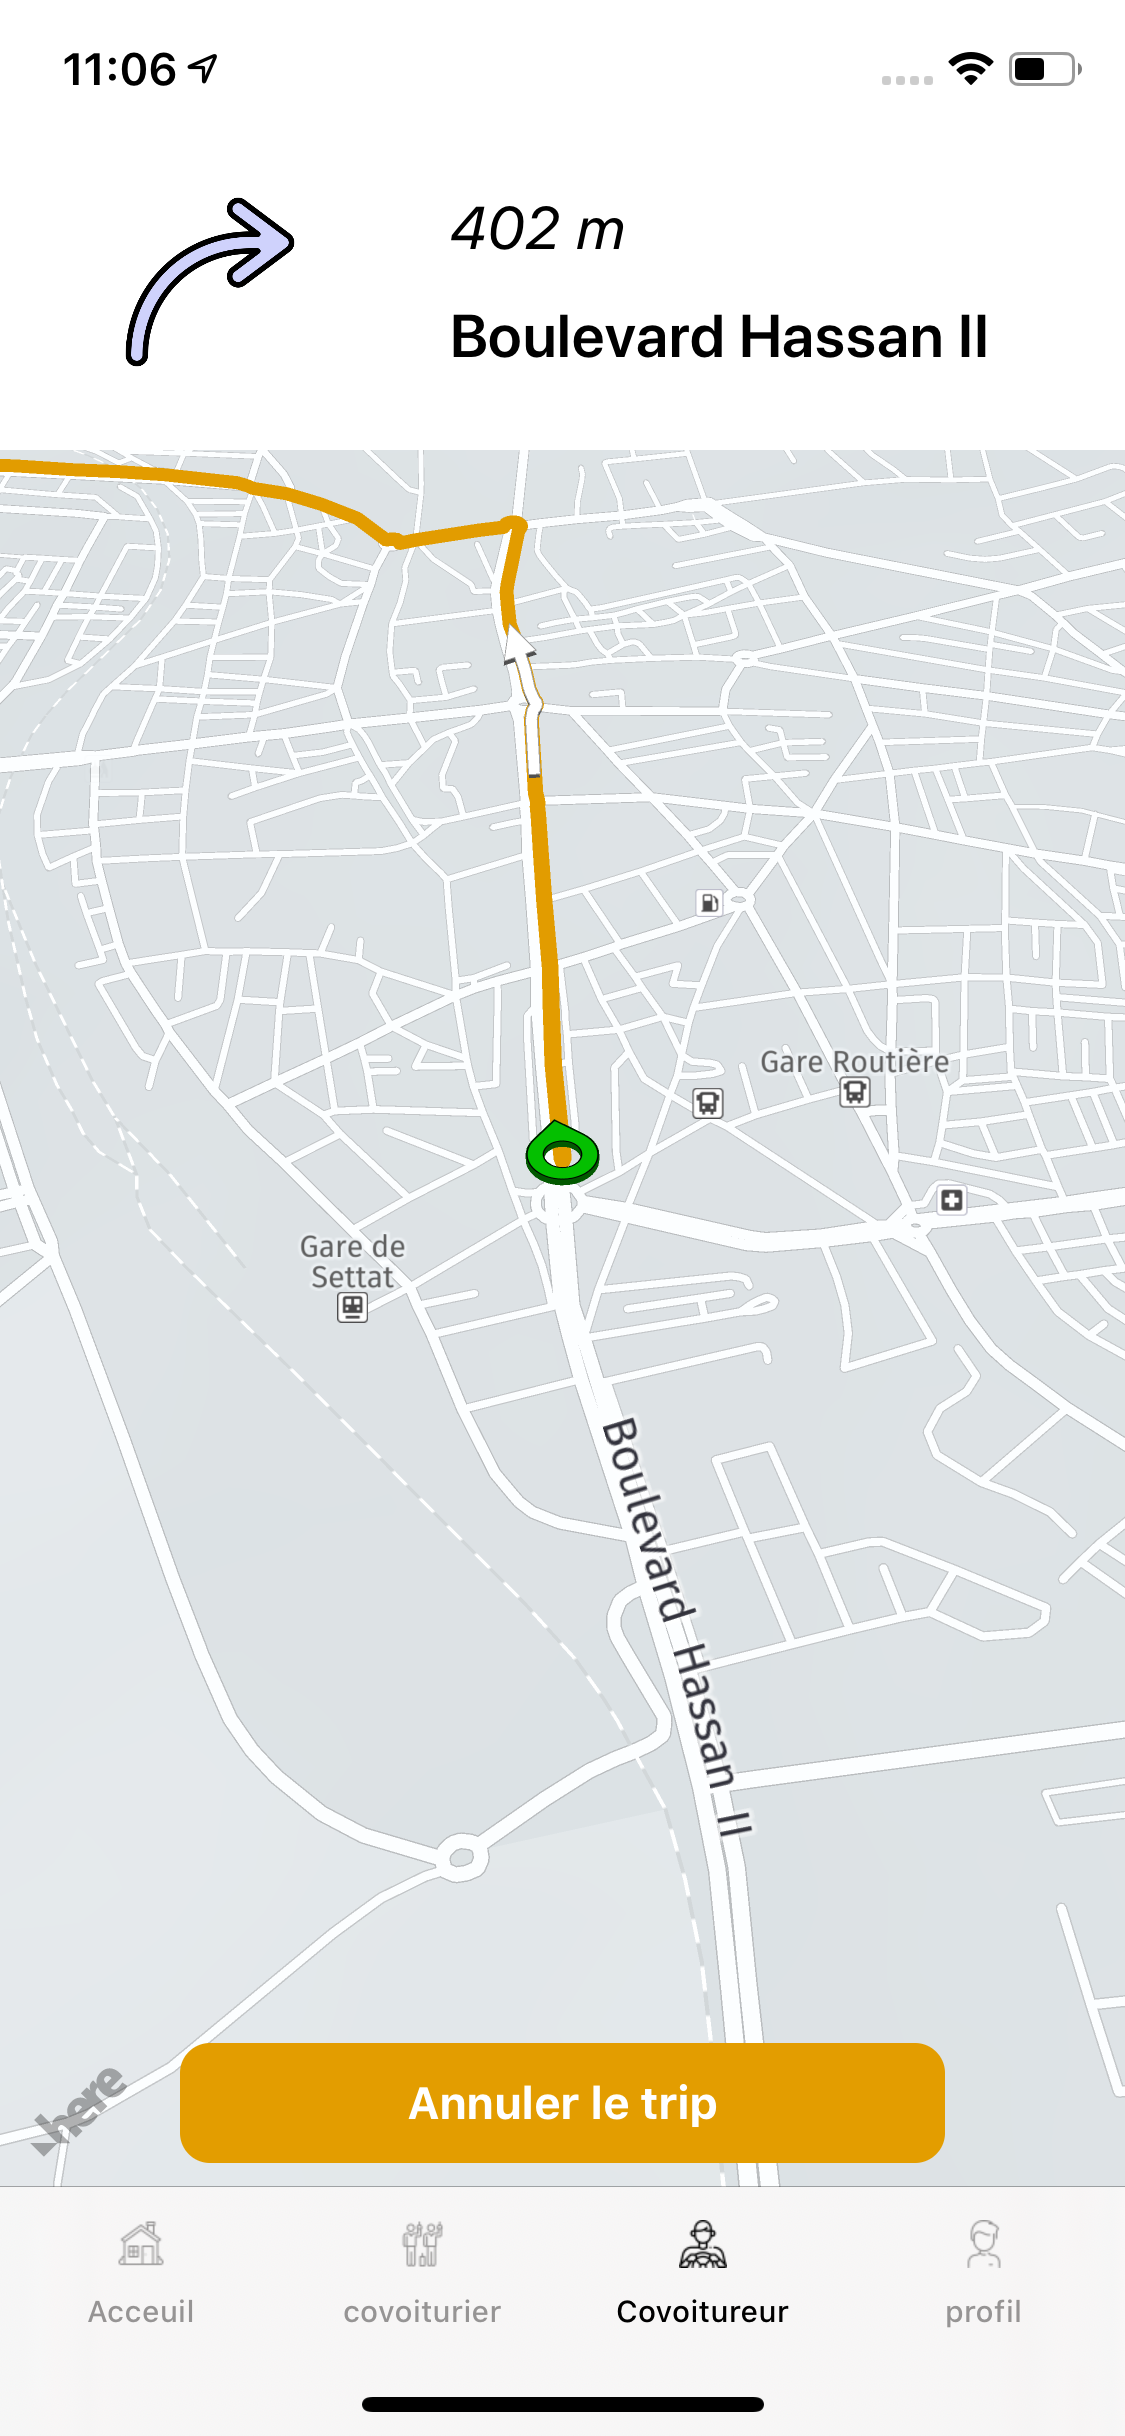 11:06
402 m
Boulevard Hassan II
Gare Routière
Gare de
Settat
Boulevard Hassan II
here
Annuler le trip
Acceuil
covoiturier
Covoitureur
profil